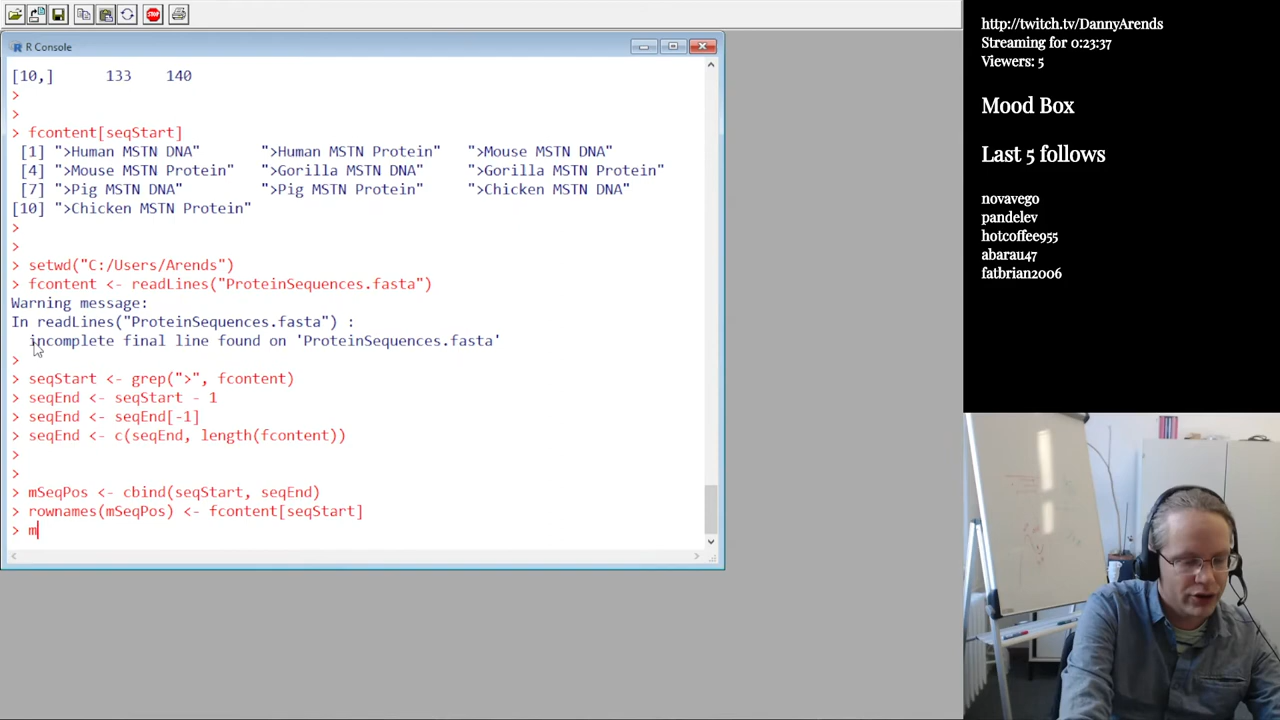 STOP
R Console
[10,] 133 140
>
>
> fcontent[seqStart]
[1] ">Human MSTN DNA" ">Human MSTN Protein" ">Mouse MSTN DNA"
[4] ">Mouse MSTN Protein" ">Gorilla MSTN DNA" ">Gorilla MSTN Protein"
[7] ">Pig MSTN DNA" ">Pig MSTN Protein" ">Chicken MSTN DNA"
[10] ">Chicken MSTN Protein"
>
>
> setwd("C:/Users/Arends")
> fcontent <- readLines("ProteinSequences.fasta")
Warning message:
In readLines("ProteinSequences.fasta") :
incomplete final line found on 'ProteinSequences.fasta'
>
> seqStart <- grep(">", fcontent)
> seqEnd <- seqStart - 1
> seqEnd <- seqEnd[-1]
> seqEnd <- c(seqEnd, length(fcontent))
>
>
> mSeqPos <- cbind(seqStart, seqEnd)
> rownames(mSeqPos) <- fcontent[seqStart]
> m
http://twitch.tv/DannyArends
Streaming for 0:23:37
Viewers: 5
Mood Box
Last 5 follows
novavego
pandelev
hotcoffee955
abarau47
fatbrian2006